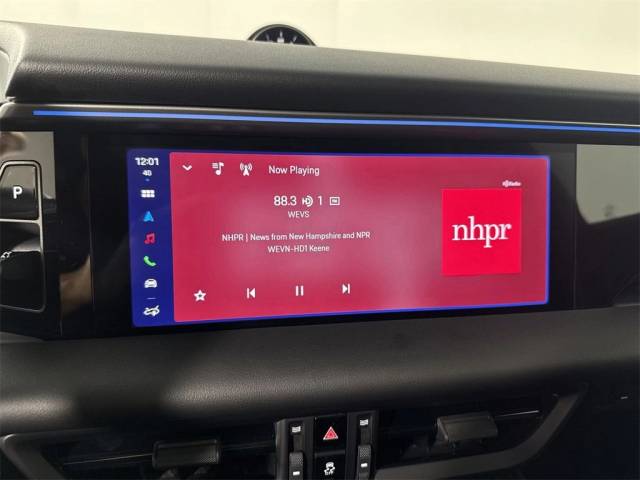 12:01
4G
Now Playing
88.3 1
WEVS
NHPR | News from New Hampshire and NPR
WEVN-HD1 Keene
nhpr
P